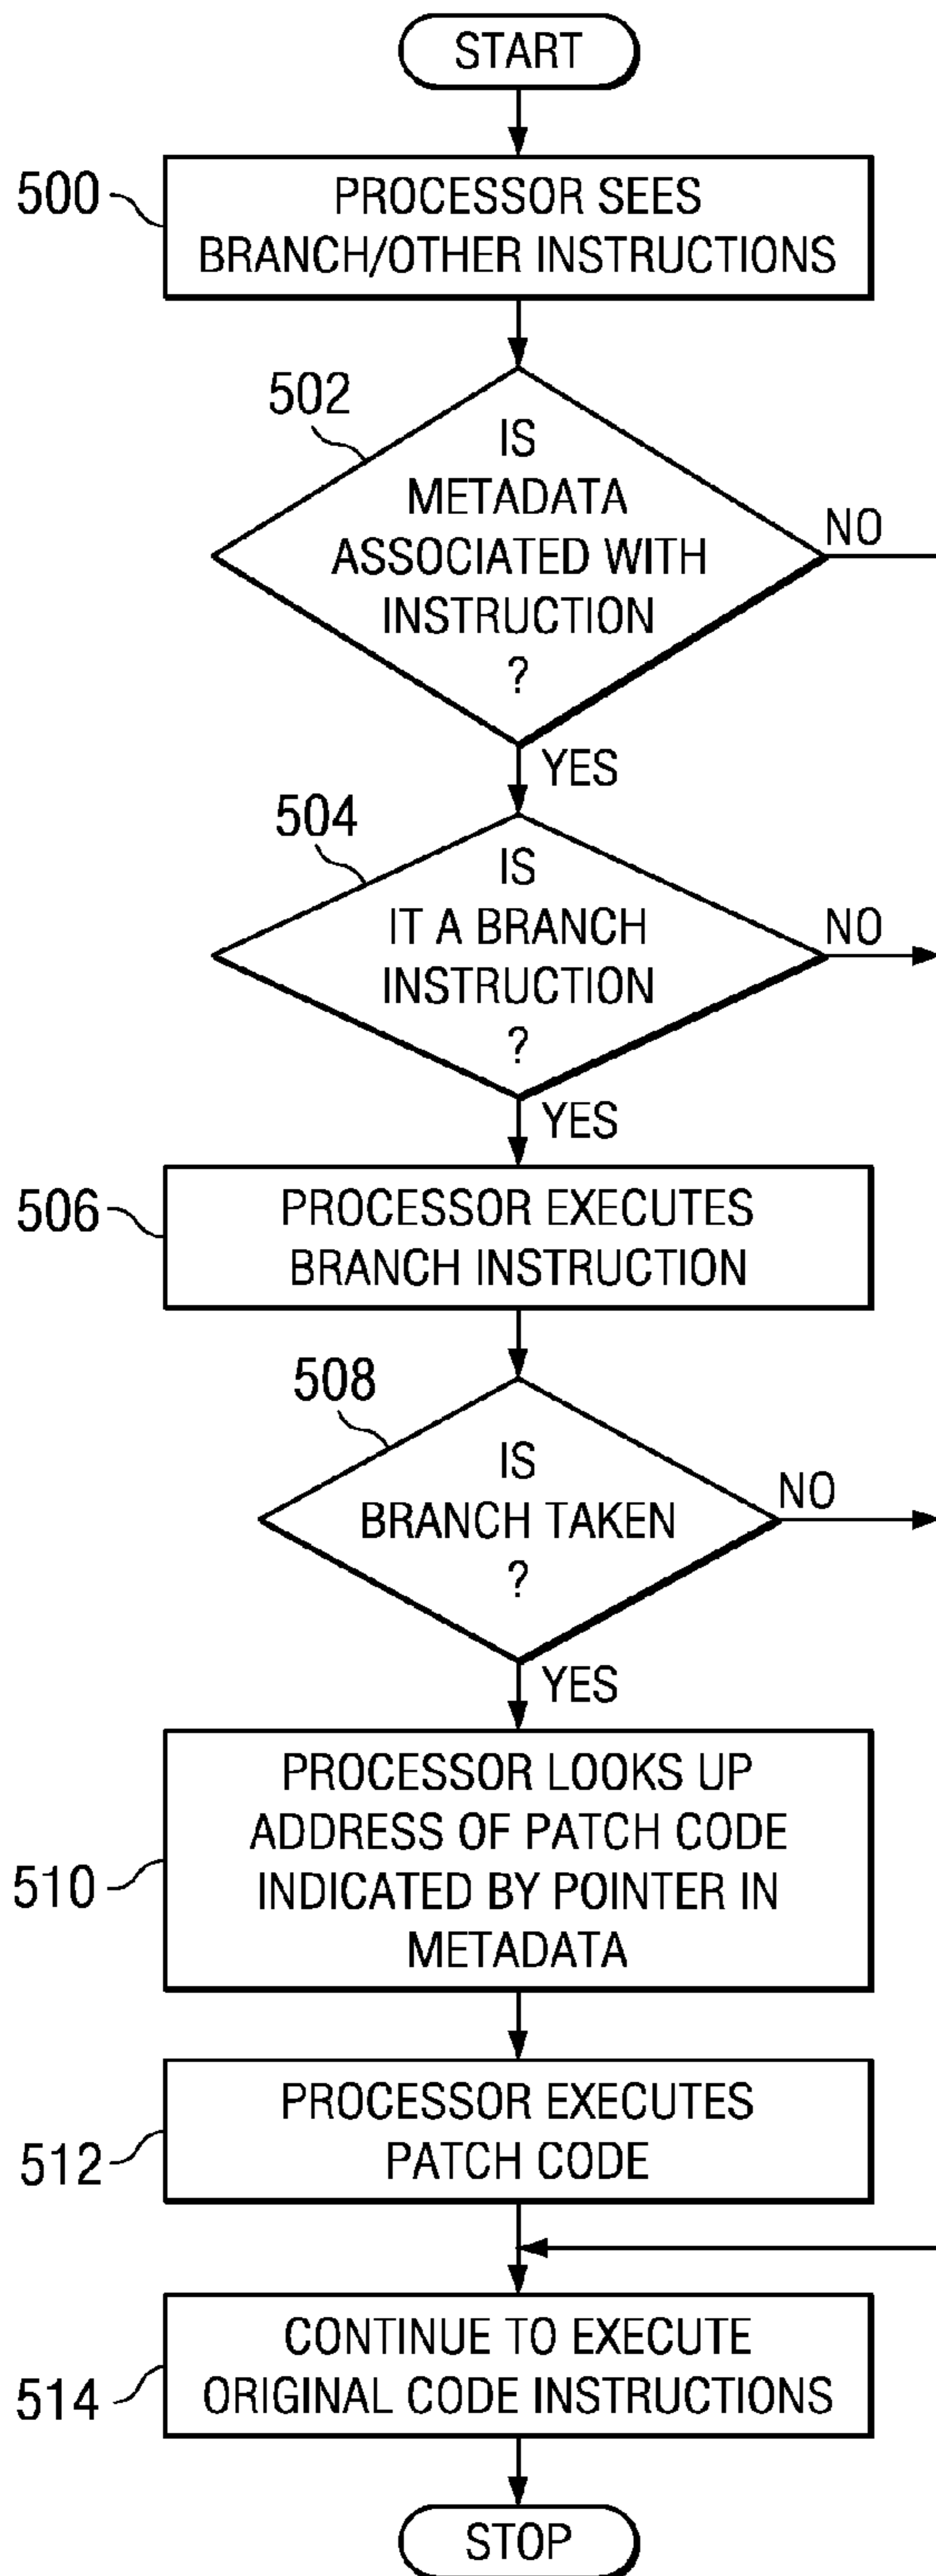 START
500
PROCESSOR SEES
BRANCH/OTHER INSTRUCTIONS
502
IS
METADATA
ASSOCIATED WITH
INSTRUCTION
?
NO
YES
504
IS
IT A BRANCH
INSTRUCTION
?
NO
YES
506
PROCESSOR EXECUTES
BRANCH INSTRUCTION
508
IS
BRANCH TAKEN
?
NO
YES
510
PROCESSOR LOOKS UP
ADDRESS OF PATCH CODE
INDICATED BY POINTER IN
METADATA
512
PROCESSOR EXECUTES
PATCH CODE
514
CONTINUE TO EXECUTE
ORIGINAL CODE INSTRUCTIONS
STOP